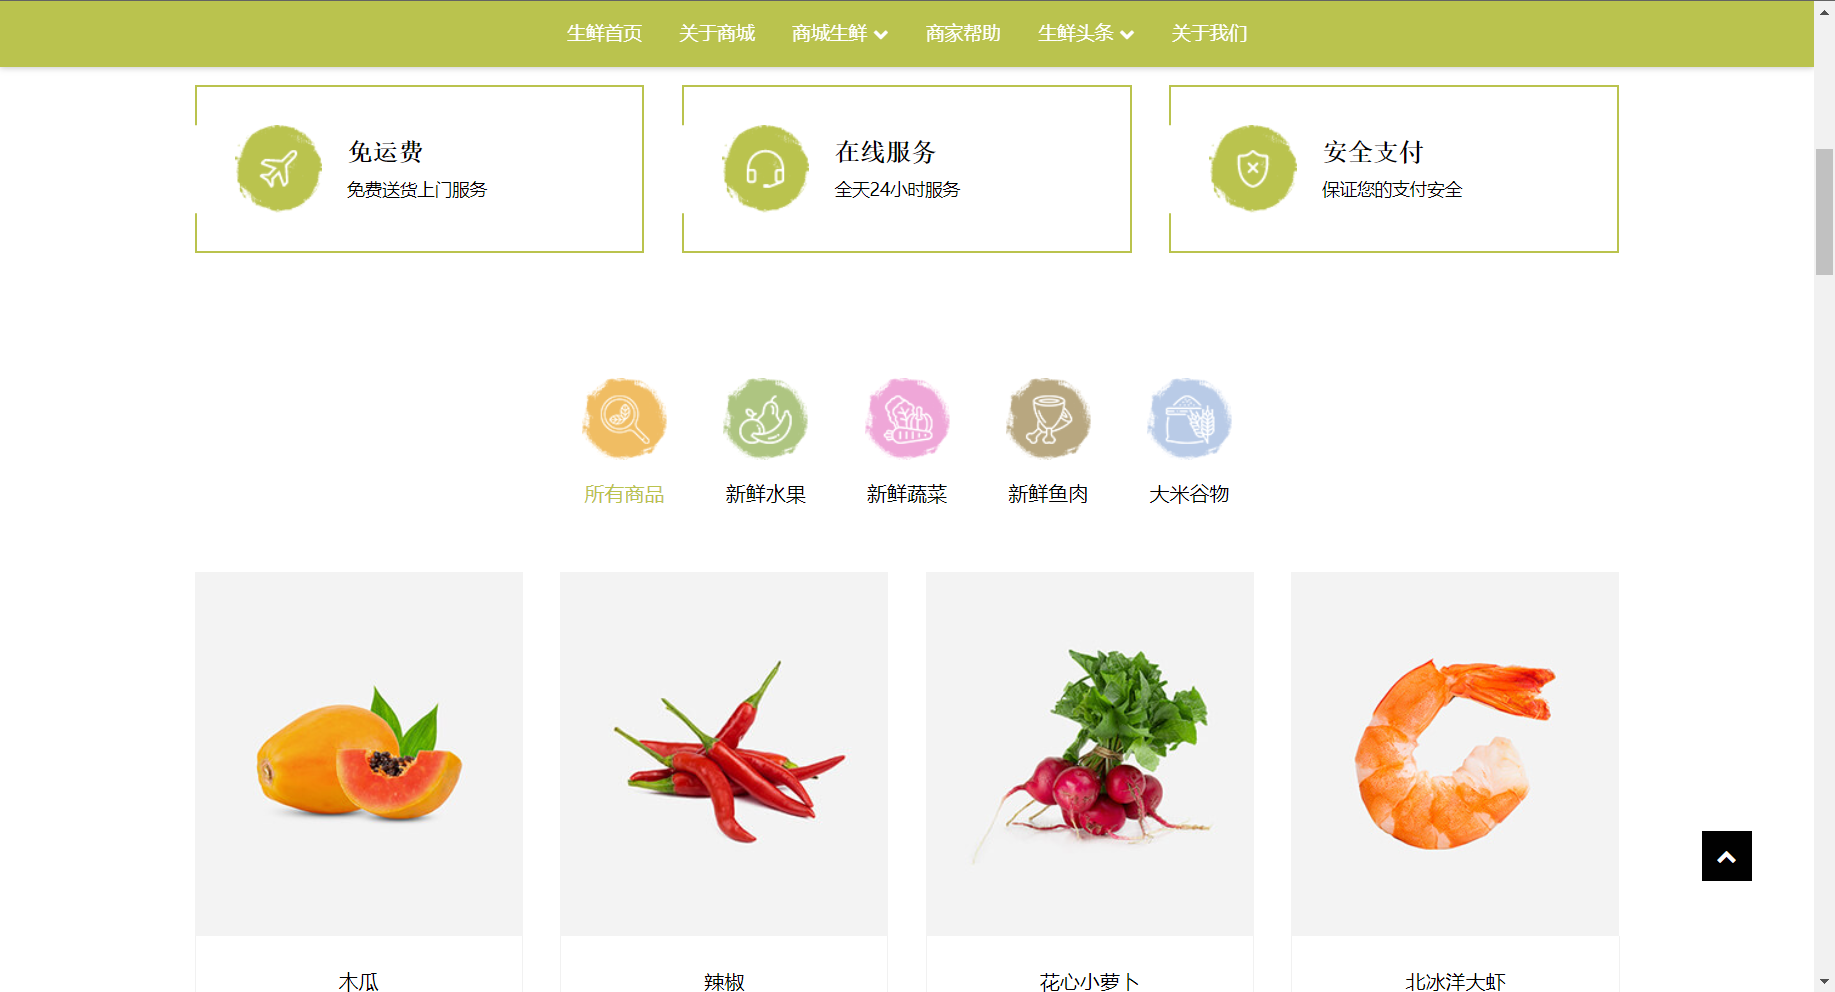 生鲜首页 关于商城 商城生鲜 商家帮助 生鲜头条 关于我们
免运费
免费送货上门服务
在线服务
全天24小时服务
安全支付
保证您的支付安全
所有商品 新鲜水果 新鲜蔬菜 新鲜鱼肉 大米谷物
木瓜 辣椒 花心小萝卜 北冰洋大虾